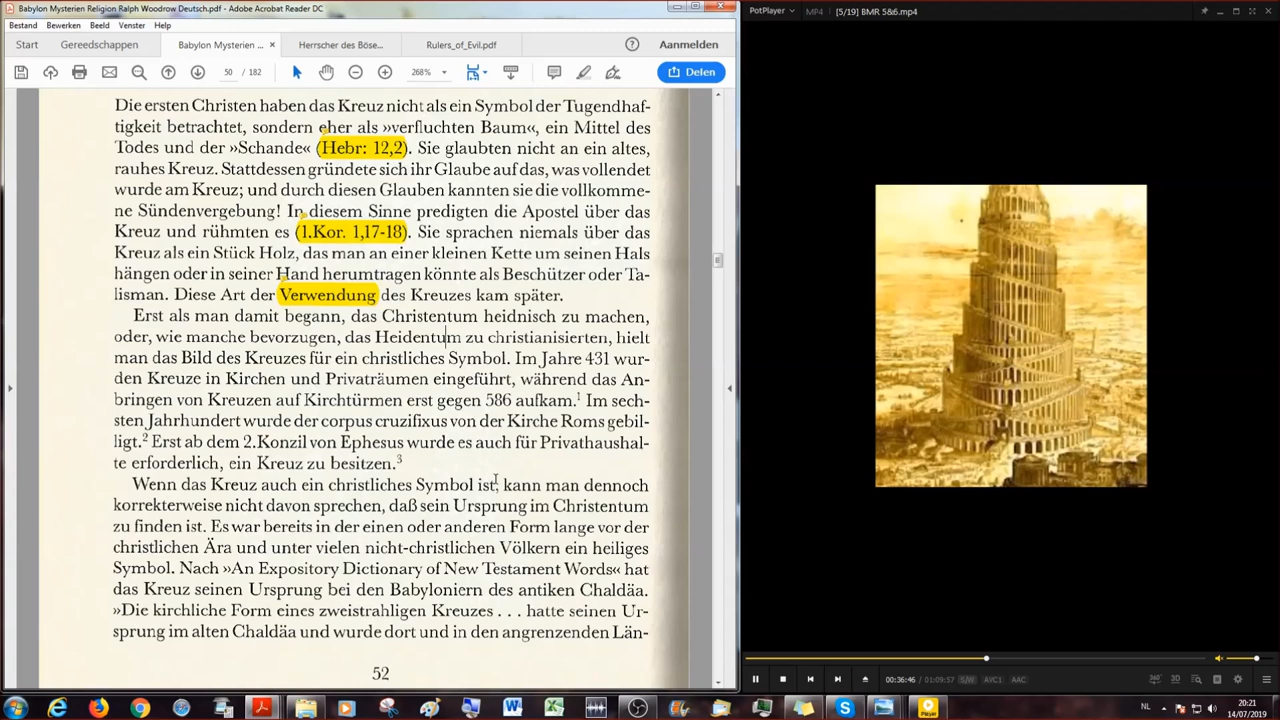 Babylon Mysterien Religion Ralph Woodrow Deutsch.pdf - Adobe Acrobat Reader DC
Bestand Bewerken Beeld Venster Help
Start Gereedschappen Babylon Mysterien ... × Herrscher des Böse... Rulers_of_Evil.pdf Aanmelden
50 / 182 268% Delen
Die ersten Christen haben das Kreuz nicht als ein Symbol der Tugendhaf-
tigkeit betrachtet, sondern eher als »verfluchten Baum«, ein Mittel des
Todes und der »Schande« (Hebr: 12,2). Sie glaubten nicht an ein altes,
rauhes Kreuz. Stattdessen gründete sich ihr Glaube auf das, was vollendet
wurde am Kreuz; und durch diesen Glauben kannten sie die vollkomme-
ne Sündenvergebung! In diesem Sinne predigten die Apostel über das
Kreuz und rühmten es (1.Kor. 1,17-18). Sie sprachen niemals über das
Kreuz als ein Stück Holz, das man an einer kleinen Kette um seinen Hals
hängen oder in seiner Hand herumtragen könnte als Beschützer oder Ta-
lisman. Diese Art der Verwendung des Kreuzes kam später.
Erst als man damit begann, das Christentum heidnisch zu machen,
oder, wie manche bevorzugen, das Heidentum zu christianisierten, hielt
man das Bild des Kreuzes für ein christliches Symbol. Im Jahre 431 wur-
den Kreuze in Kirchen und Privaträumen eingeführt, während das An-
bringen von Kreuzen auf Kirchtürmen erst gegen 586 aufkam.¹ Im sech-
sten Jahrhundert wurde der corpus cruzifixus von der Kirche Roms gebil-
ligt.² Erst ab dem 2.Konzil von Ephesus wurde es auch für Privathaushal-
te erforderlich, ein Kreuz zu besitzen.³
Wenn das Kreuz auch ein christliches Symbol ist, kann man dennoch
korrekterweise nicht davon sprechen, daß sein Ursprung im Christentum
zu finden ist. Es war bereits in der einen oder anderen Form lange vor der
christlichen Ära und unter vielen nicht-christlichen Völkern ein heiliges
Symbol. Nach »An Expository Dictionary of New Testament Words« hat
das Kreuz seinen Ursprung bei den Babyloniern des antiken Chaldäa.
»Die kirchliche Form eines zweistrahligen Kreuzes . . . hatte seinen Ur-
sprung im alten Chaldäa und wurde dort und in den angrenzenden Län-
52
PotPlayer MP4 [5/19] BMR 5&6.mp4
00:36:46 / 01:09:57 S/W AVC1 AAC
360° 3D
Player
NL 20:21
14/07/2019